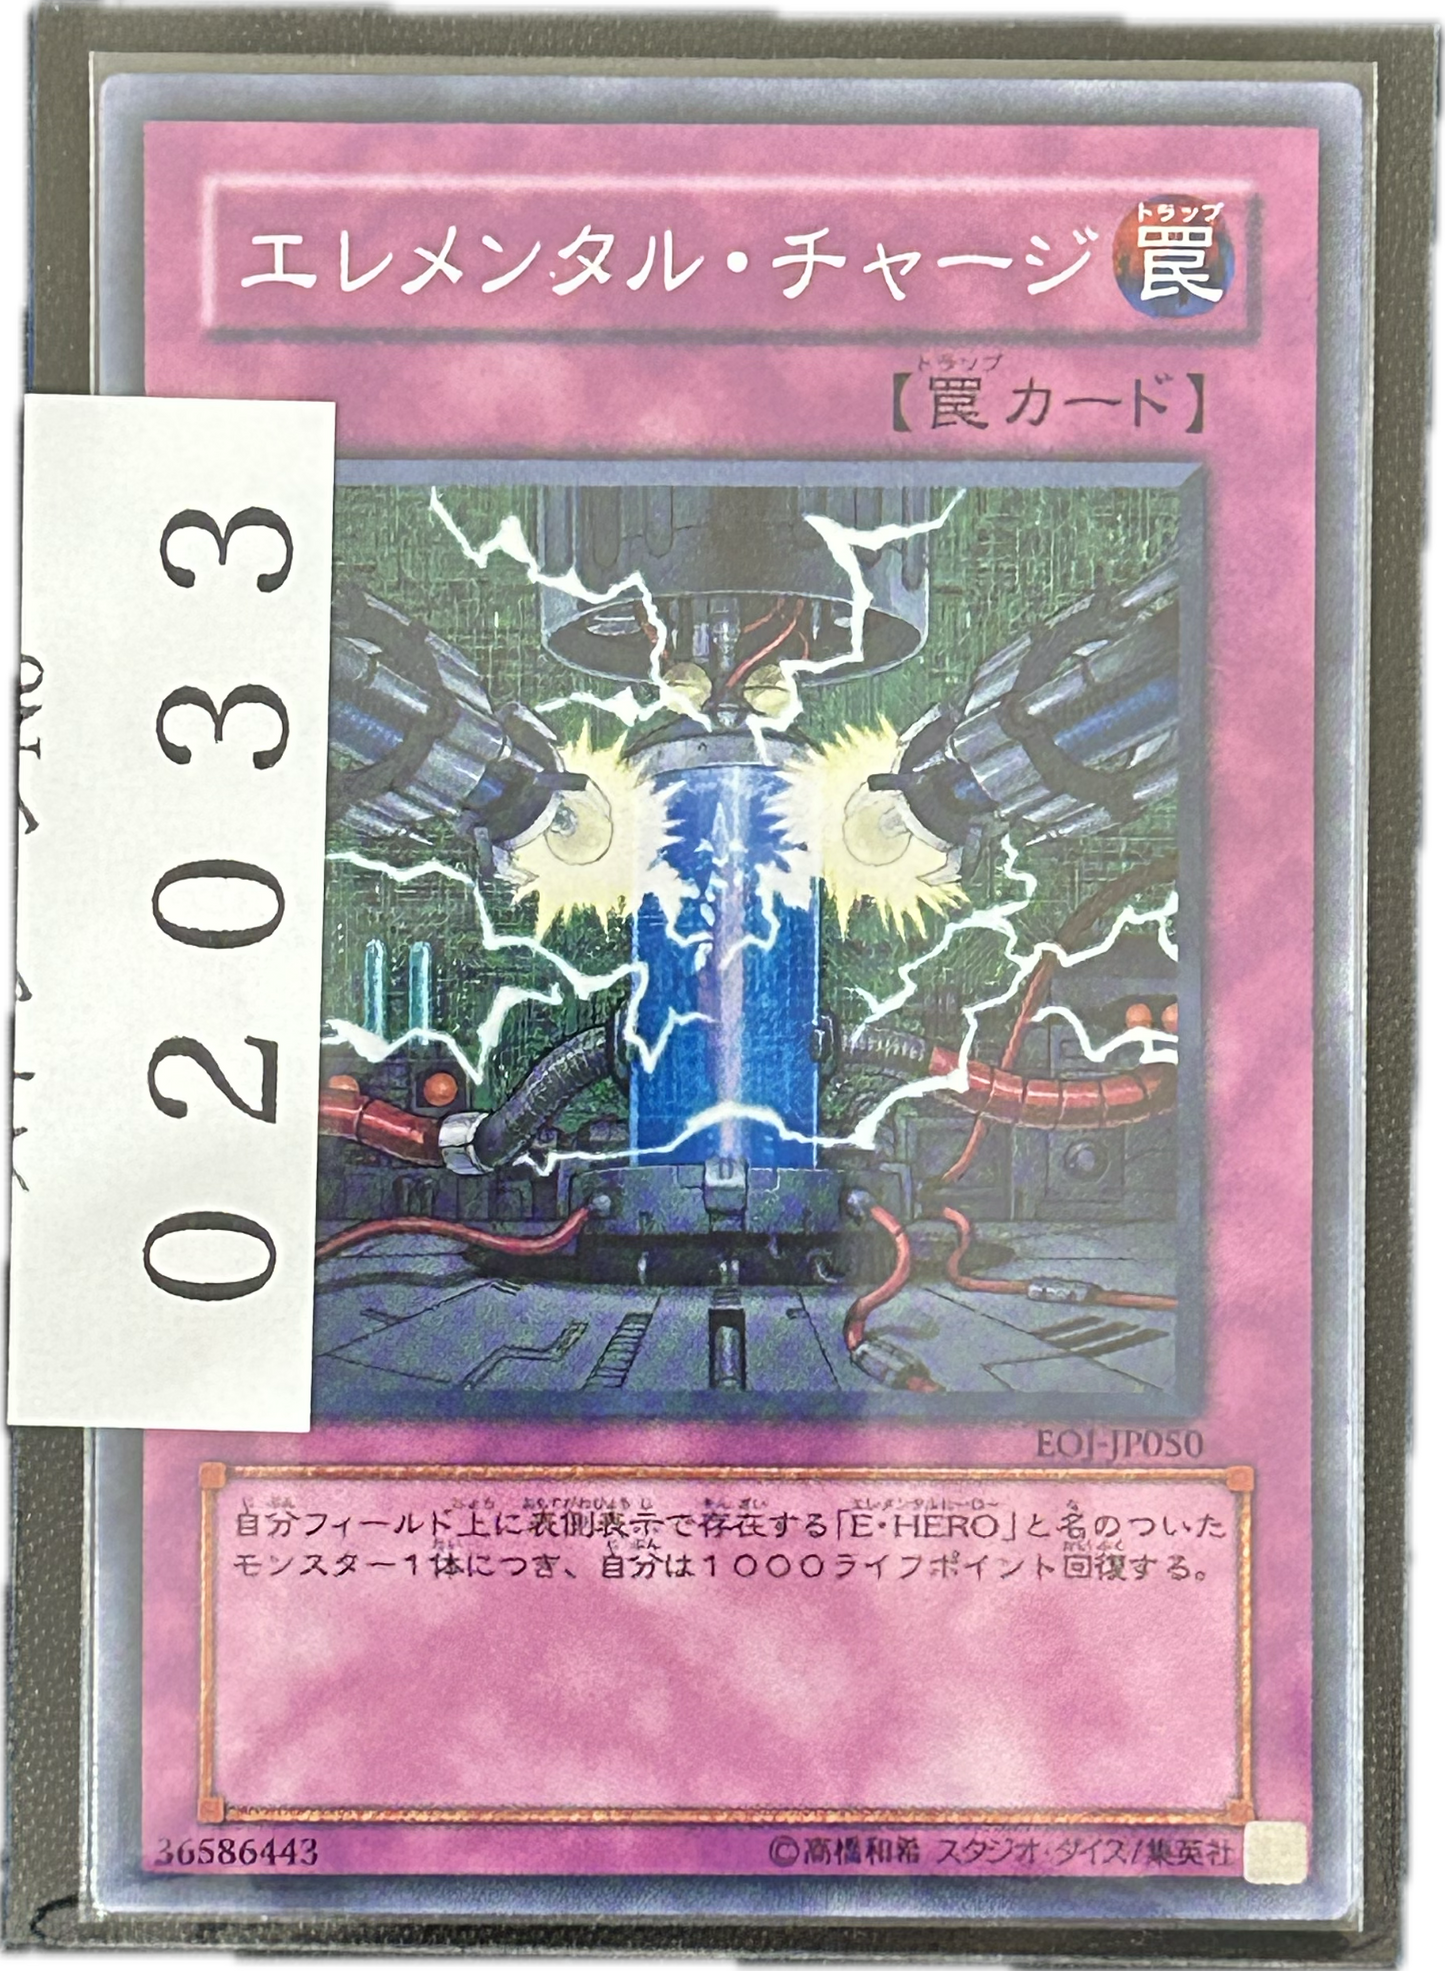 エレメンタル・チャージ
トラップ
罠
トラップ
【罠カード】
02033
EOJ-JP050
自分フィールド上に表側表示で存在する「E・HERO」と名のついた
モンスター1体につき、自分は1000ライフポイント回復する。
36586443
©高橋和希 スタジオ・ダイス/集英社